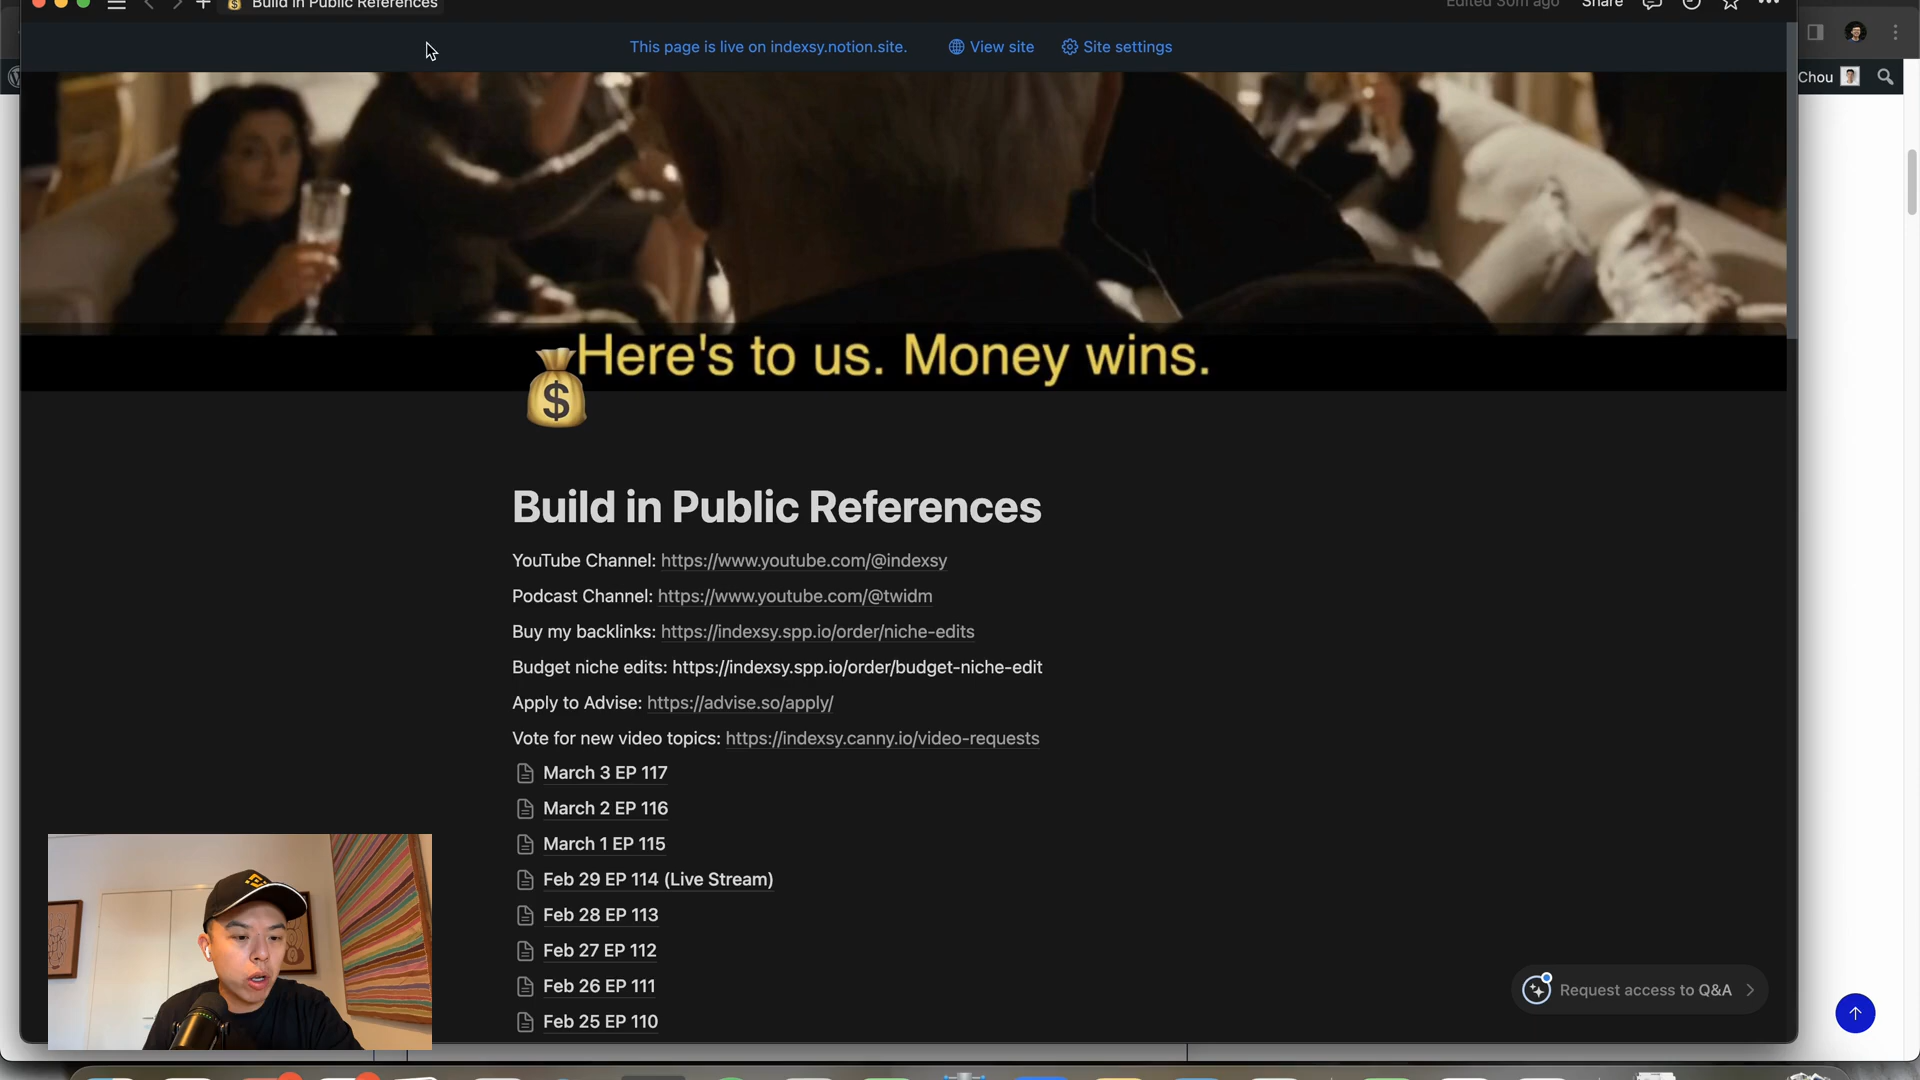 Build in Public References
Edited 30m ago
Share
This page is live on indexsy.notion.site.
View site
Site settings
Chou
Here's to us. Money wins.
$
Build in Public References
YouTube Channel: https://www.youtube.com/@indexsy
Podcast Channel: https://www.youtube.com/@twidm
Buy my backlinks: https://indexsy.spp.io/order/niche-edits
Budget niche edits: https://indexsy.spp.io/order/budget-niche-edit
Apply to Advise: https://advise.so/apply/
Vote for new video topics: https://indexsy.canny.io/video-requests
March 3 EP 117
March 2 EP 116
March 1 EP 115
Feb 29 EP 114 (Live Stream)
Feb 28 EP 113
Feb 27 EP 112
Feb 26 EP 111
Feb 25 EP 110
Request access to Q&A